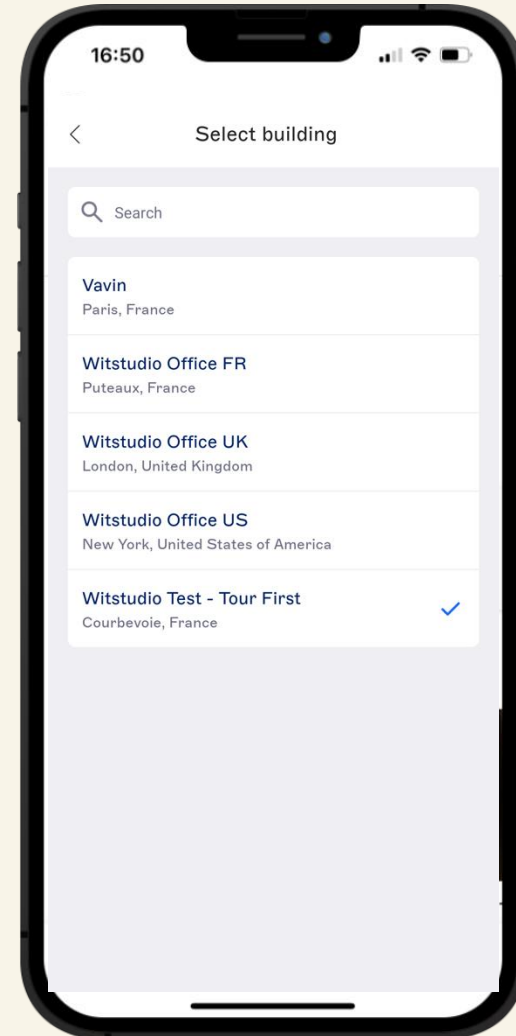 16:50
Select building
Search
Vavin
Paris, France
Witstudio Office FR
Puteaux, France
Witstudio Office UK
London, United Kingdom
Witstudio Office US
New York, United States of America
Witstudio Test - Tour First
Courbevoie, France